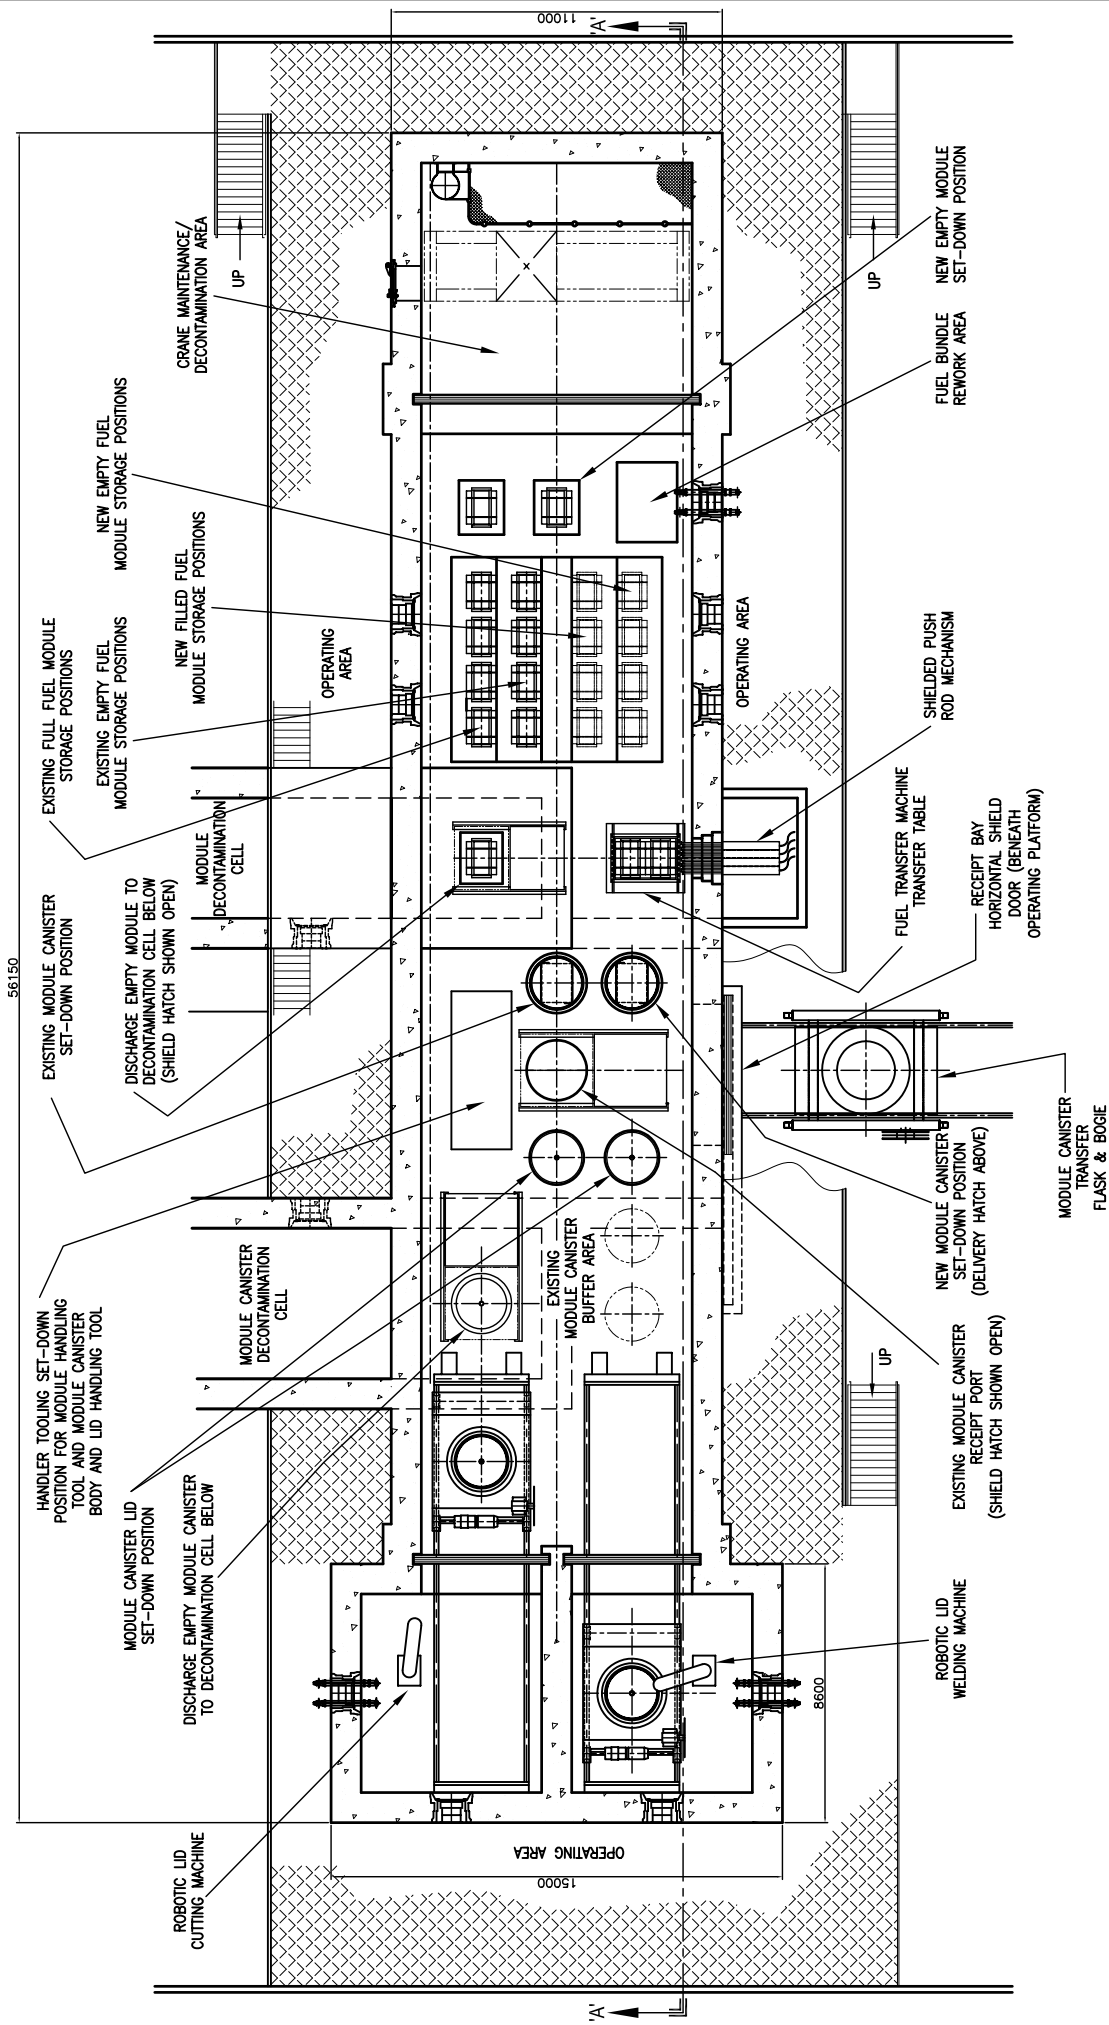 56150
11000
'A'
CRANE MAINTENANCE/
DECONTAMINATION AREA
UP
NEW EMPTY MODULE
SET-DOWN POSITION
UP
FUEL BUNDLE
REWORK AREA
NEW EMPTY FUEL
MODULE STORAGE POSITIONS
NEW FILLED FUEL
MODULE STORAGE POSITIONS
EXISTING EMPTY FUEL
MODULE STORAGE POSITIONS
EXISTING FULL FUEL MODULE
STORAGE POSITIONS
OPERATING
AREA
OPERATING AREA
SHIELDED PUSH
ROD MECHANISM
MODULE
DECONTAMINATION
CELL
FUEL TRANSFER MACHINE
TRANSFER TABLE
RECEIPT BAY
HORIZONTAL SHIELD
DOOR (BENEATH
OPERATING PLATFORM)
DISCHARGE EMPTY MODULE TO
DECONTAMINATION CELL BELOW
(SHIELD HATCH SHOWN OPEN)
EXISTING MODULE CANISTER
SET-DOWN POSITION
MODULE CANISTER
TRANSFER
FLASK & BOGIE
NEW MODULE CANISTER
SET-DOWN POSITION
(DELIVERY HATCH ABOVE)
EXISTING MODULE CANISTER
RECEIPT PORT
(SHIELD HATCH SHOWN OPEN)
UP
EXISTING
MODULE CANISTER
BUFFER AREA
MODULE CANISTER
DECONTAMINATION
CELL
HANDLER TOOLING SET-DOWN
POSITION FOR MODULE HANDLING
TOOL AND MODULE CANISTER
BODY AND LID HANDLING TOOL
MODULE CANISTER LID
SET-DOWN POSITION
DISCHARGE EMPTY MODULE CANISTER
TO DECONTAMINATION CELL BELOW
ROBOTIC LID
WELDING MACHINE
8600
ROBOTIC LID
CUTTING MACHINE
OPERATING AREA
15000
'A'